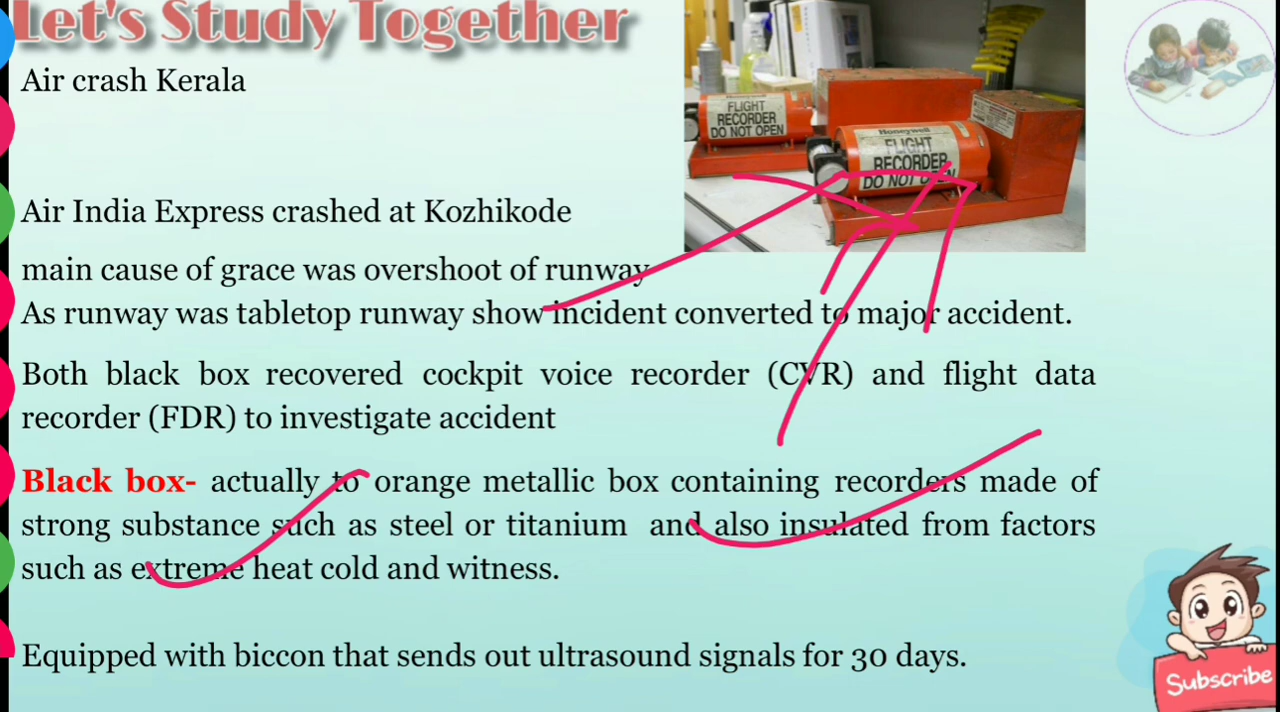 Let's Study Together
Air crash Kerala
FLIGHT
RECORDER
DO NOT OPEN
Honeywell
FLIGHT
RECORDER
DO NOT OPEN
Air India Express crashed at Kozhikode
main cause of grace was overshoot of runway
As runway was tabletop runway show incident converted to major accident.
Both black box recovered cockpit voice recorder (CVR) and flight data
recorder (FDR) to investigate accident
Black box- actually to orange metallic box containing recorders made of
strong substance such as steel or titanium and also insulated from factors
such as extreme heat cold and witness.
Equipped with biccon that sends out ultrasound signals for 30 days.
Subscribe